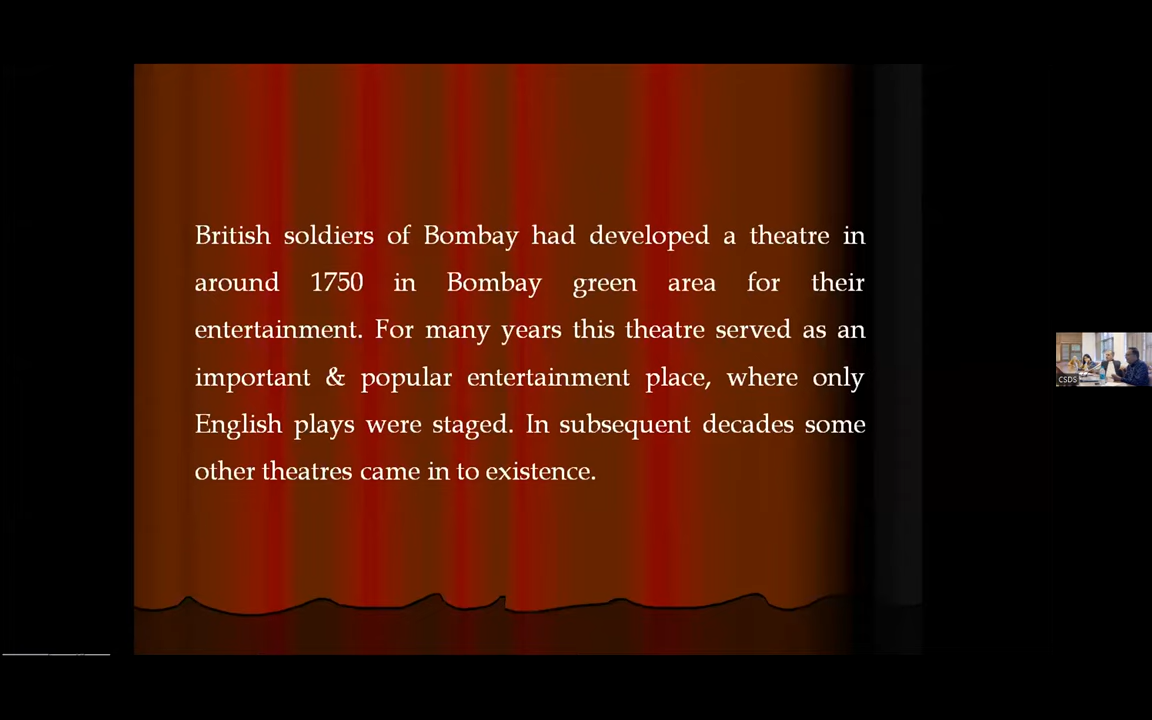 British soldiers of Bombay had developed a theatre in
around 1750 in Bombay green area for their
entertainment. For many years this theatre served as an
important & popular entertainment place, where only
English plays were staged. In subsequent decades some
other theatres came in to existence.
CSDS